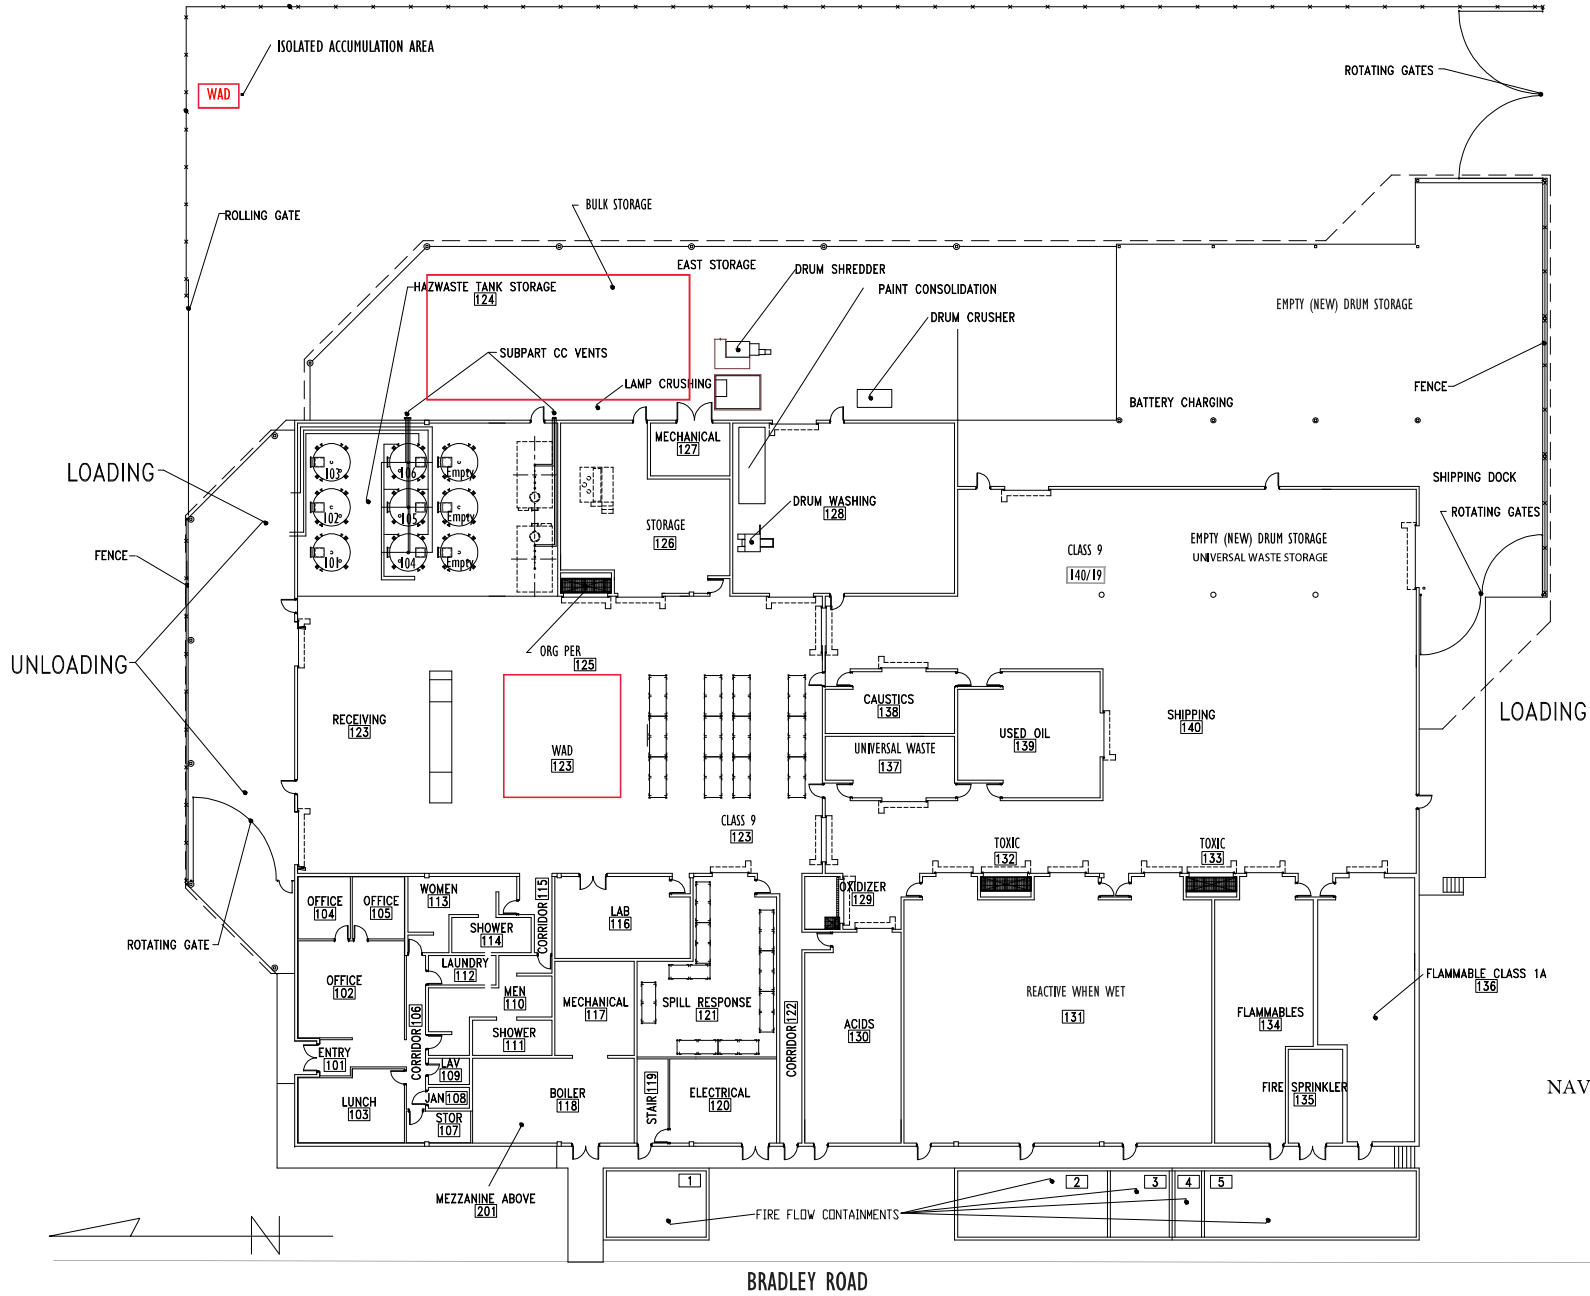 ISOLATED ACCUMULATION AREA
WAD
ROTATING GATES
ROLLING GATE
BULK STORAGE
EAST STORAGE
DRUM SHREDDER
HAZWASTE TANK STORAGE
124
PAINT CONSOLIDATION
EMPTY (NEW) DRUM STORAGE
DRUM CRUSHER
SUBPART CC VENTS
LAMP CRUSHING
FENCE
BATTERY CHARGING
MECHANICAL
127
LOADING
103
106
Empty
SHIPPING DOCK
DRUM WASHING
128
ROTATING GATES
102
105
Empty
STORAGE
126
EMPTY (NEW) DRUM STORAGE
UNIVERSAL WASTE STORAGE
CLASS 9
140/19
FENCE
101
104
Empty
ORG PER
125
UNLOADING
CAUSTICS
138
RECEIVING
123
SHIPPING
140
LOADING
USED OIL
139
WAD
123
UNIVERSAL WASTE
137
CLASS 9
123
TOXIC
132
TOXIC
133
WOMEN
113
OFFICE
104
OFFICE
105
CORRIDOR 115
OXIDIZER
129
LAB
116
SHOWER
114
ROTATING GATE
LAUNDRY
112
OFFICE
102
FLAMMABLE CLASS 1A
136
MEN
110
MECHANICAL
117
SPILL RESPONSE
121
REACTIVE WHEN WET
131
FLAMMABLES
134
ACIDS
130
CORRIDOR 106
SHOWER
111
CORRIDOR 122
ENTRY
101
LAV
109
NAV
FIRE SPRINKLER
135
LUNCH
103
JAN 108
BOILER
118
STAIR 119
ELECTRICAL
120
STOR
107
MEZZANINE ABOVE
201
1
2
3
4
5
FIRE FLOW CONTAINMENTS
N
BRADLEY ROAD